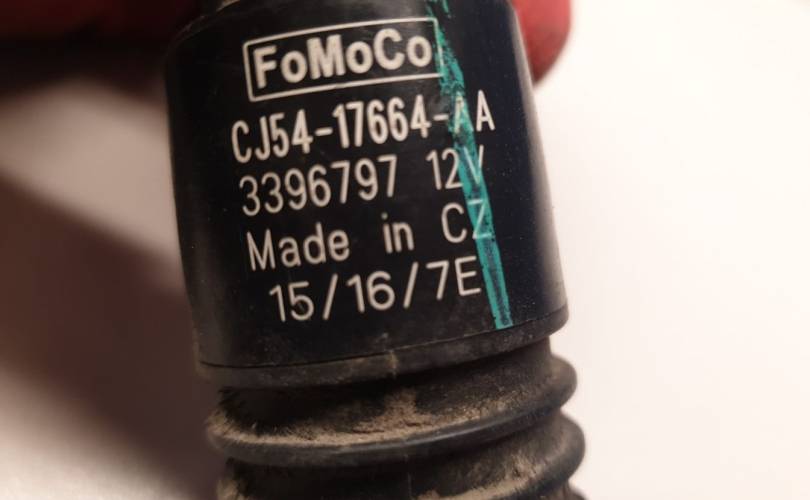 FoMoCo
CJ54-17664-AA
3396797 12V
Made in CZ
15/16/7E